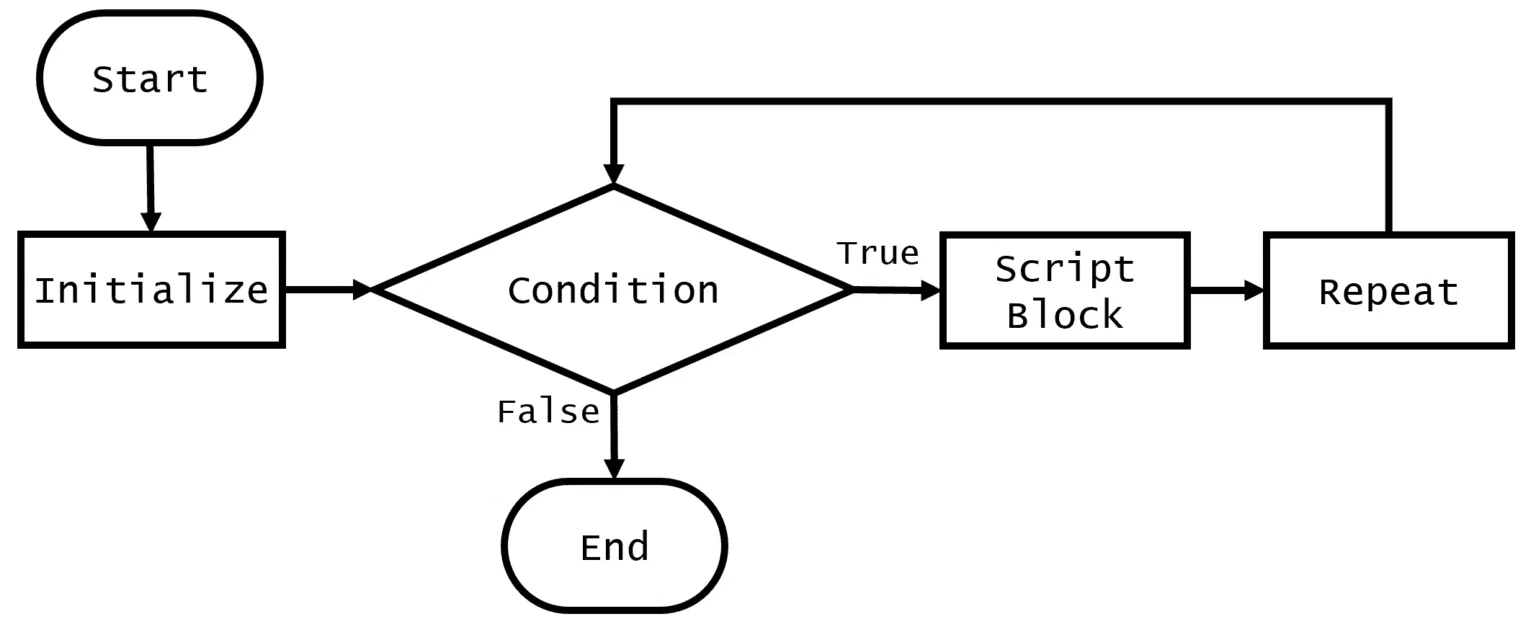 Start
Initialize
Condition
True
Script
Block
Repeat
False
End